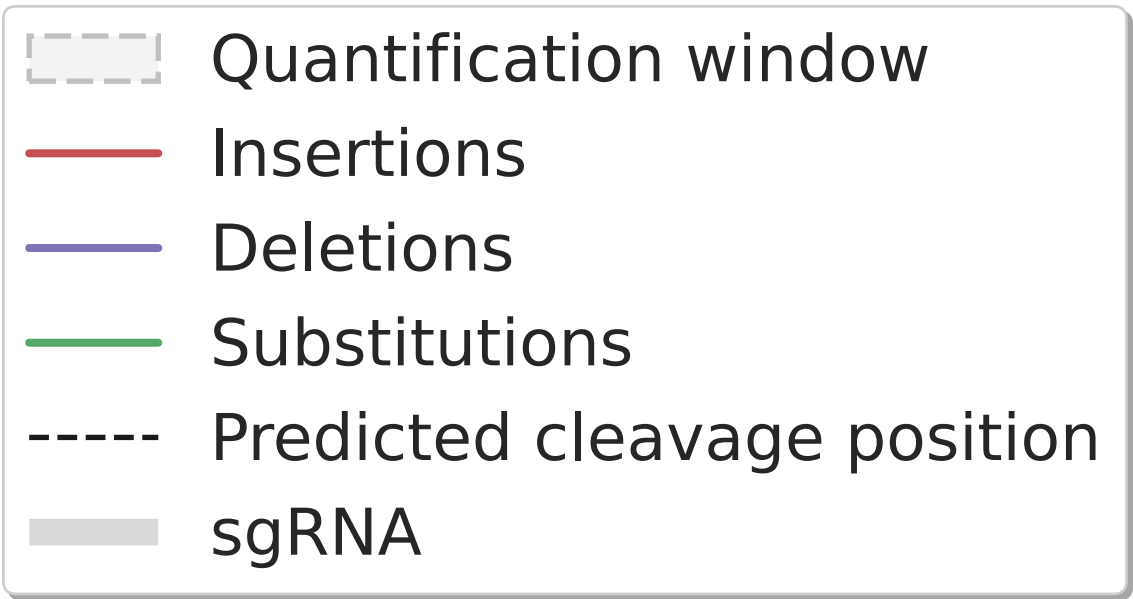 Quantification window
Insertions
Deletions
Substitutions
Predicted cleavage position
sgRNA